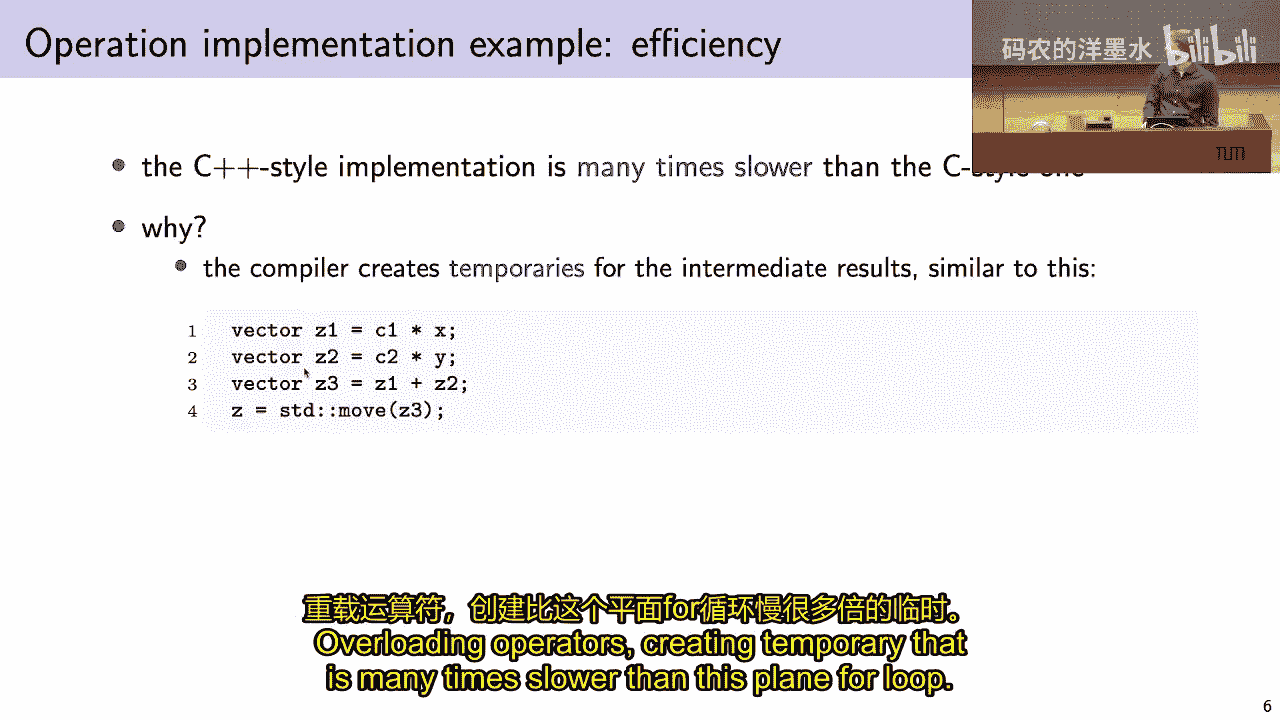 Operation implementation example: efficiency
码农的洋墨水 bilibili
TUM
• the C++-style implementation is many times slower than the C-style one
• why?
• the compiler creates temporaries for the intermediate results, similar to this:
1 vector z1 = c1 * x;
2 vector z2 = c2 * y;
3 vector z3 = z1 + z2;
4 z = std::move(z3);
重载运算符，创建比这个平面for循环慢很多倍的临时。
Overloading operators, creating temporary that
is many times slower than this plane for loop.
6